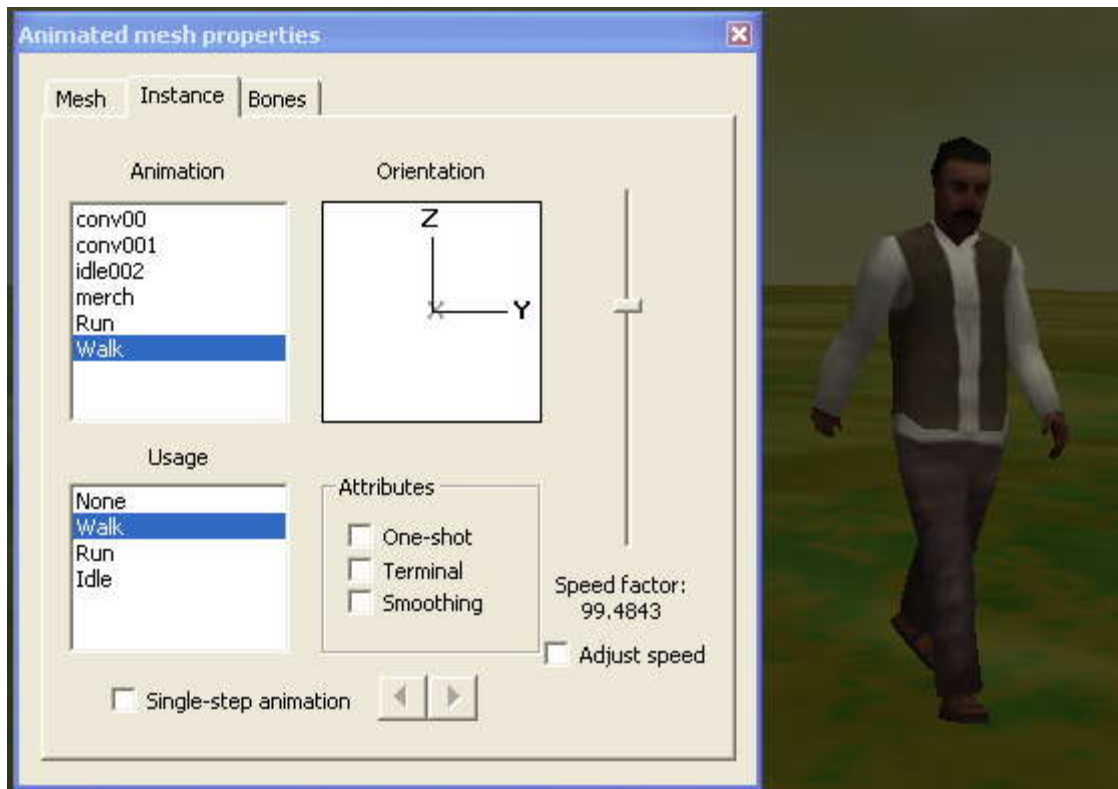 Animated mesh properties
Mesh Instance Bones
Animation Orientation
conv00
conv001
idle002
merch
Run
Walk
Z
X
Y
Usage
None
Walk
Run
Idle
Attributes
One-shot
Terminal
Smoothing
Speed factor:
99.4843
Adjust speed
Single-step animation